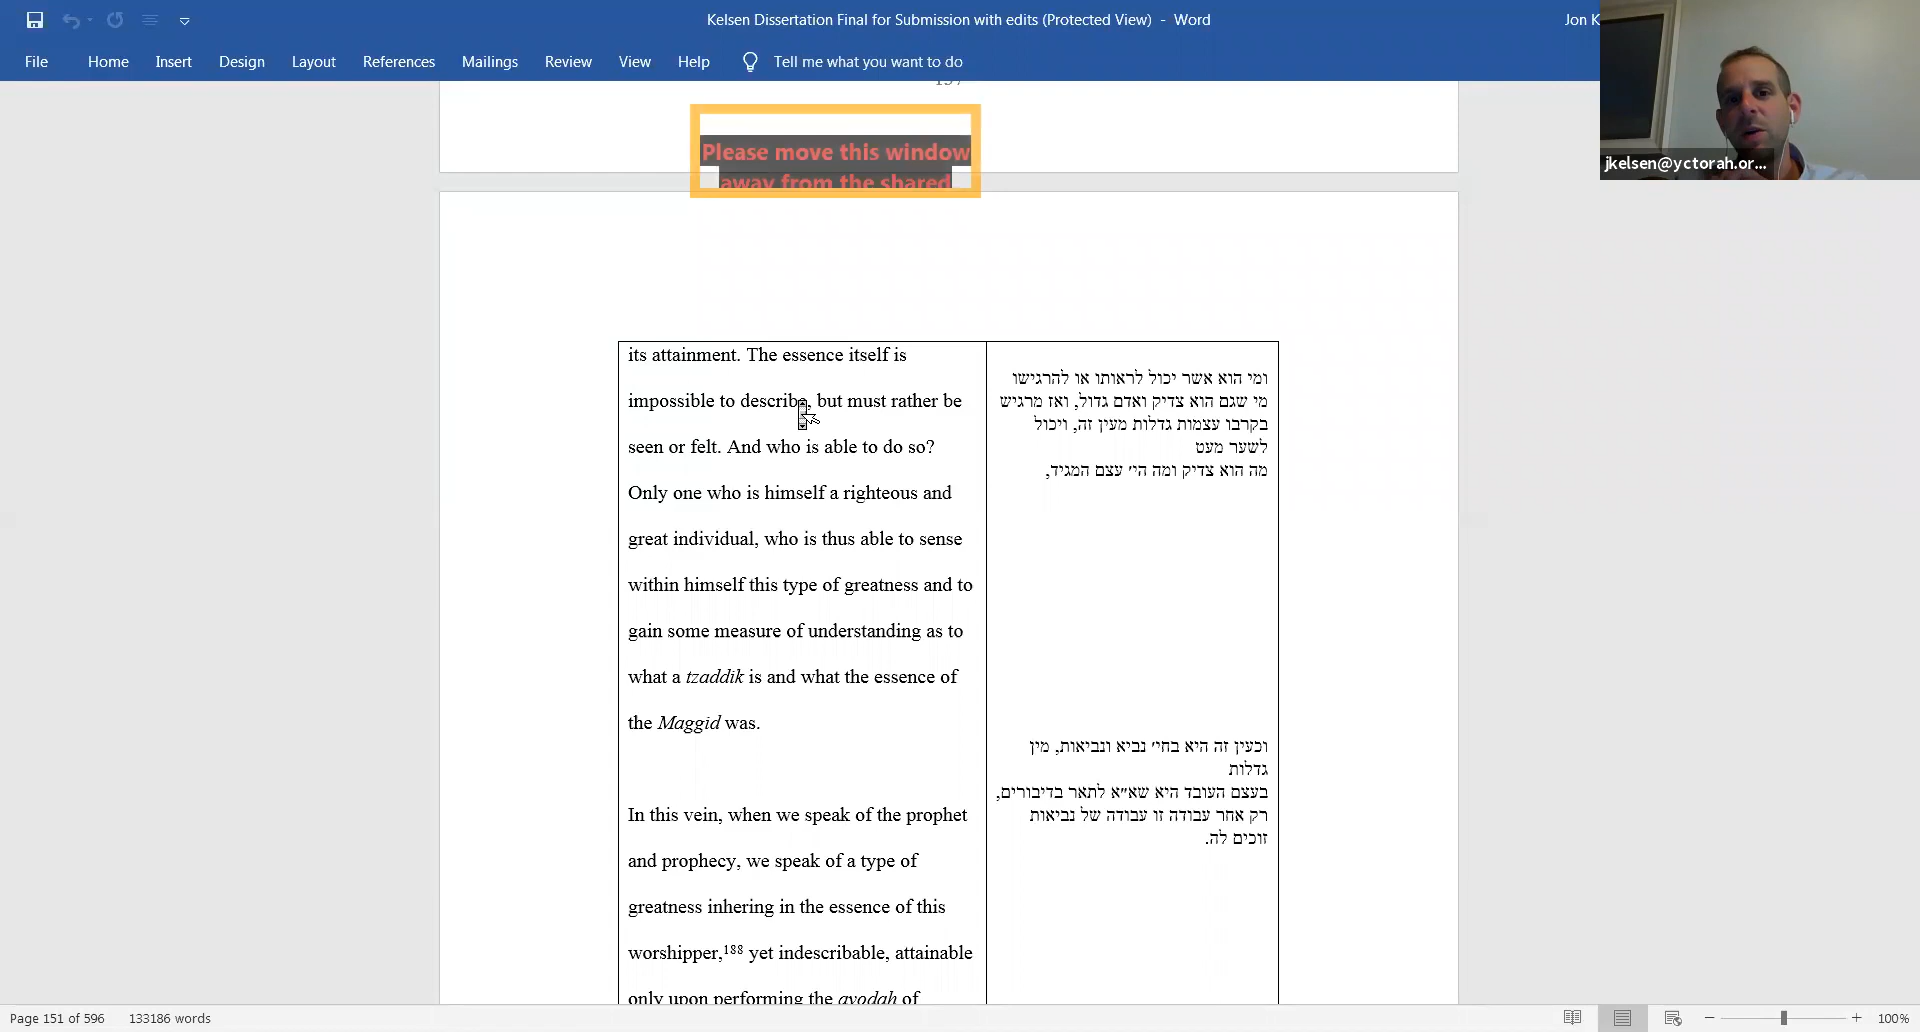 Kelsen Dissertation Final for Submission with edits (Protected View) - Word
Jon K
File Home Insert Design Layout References Mailings Review View Help Tell me what you want to do
jkelsen@yctorah.or...
Please move this window
away from the shared
its attainment. The essence itself is
impossible to describe, but must rather be
seen or felt. And who is able to do so?
Only one who is himself a righteous and
great individual, who is thus able to sense
within himself this type of greatness and to
gain some measure of understanding as to
what a tzaddik is and what the essence of
the Maggid was.
In this vein, when we speak of the prophet
and prophecy, we speak of a type of
greatness inhering in the essence of this
worshipper,188 yet indescribable, attainable
only upon performing the avodah of
ומי הוא אשר יכול לראותו או להרגישו
מי שגם הוא צדיק ואדם גדול, ואז מרגיש
בקרבו עצמות גדלות מעין זה, ויכול
לשער מעט
מה הוא צדיק ומה הי׳ עצם המגיד,
וכעין זה היא בחי׳ נביא ונביאות, מין
גדלות
בעצם העובד היא שא״א לתאר בדיבורים,
רק אחר עבודה זו עבודה של נביאות
זוכים לה.
Page 151 of 596 133186 words
100%